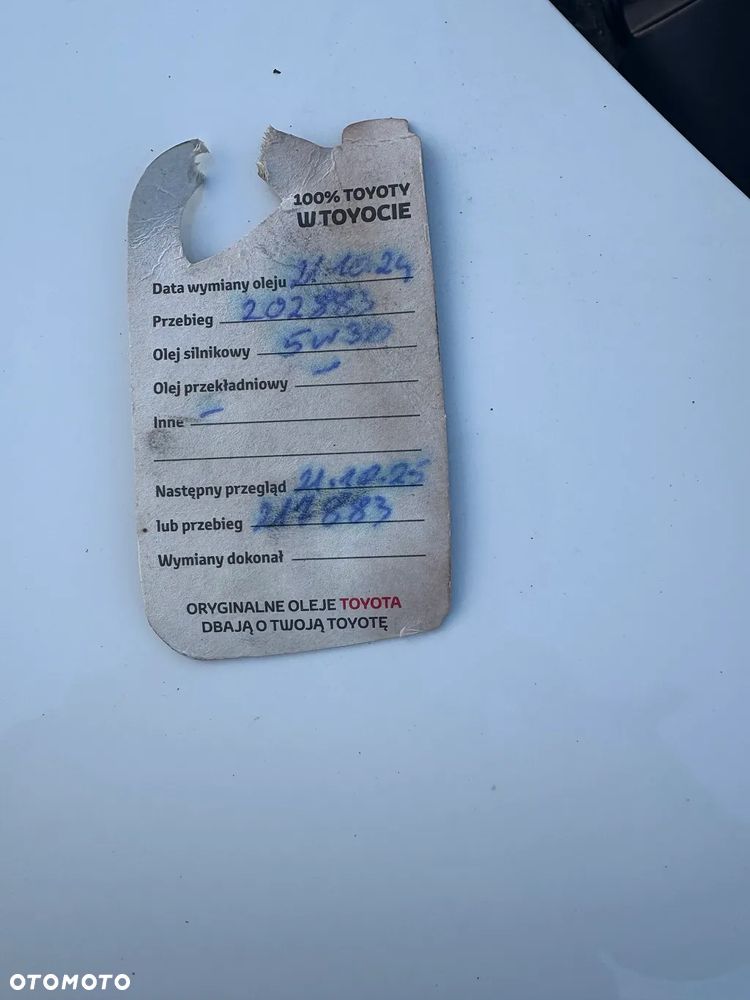 100% TOYOTY
W TOYOCIE
Data wymiany oleju 21.10.24
Przebieg 202883
Olej silnikowy 5w30
Olej przekładniowy –
Inne –
Następny przegląd 21.10.25
lub przebieg 217883
Wymiany dokonał
ORYGINALNE OLEJE TOYOTA
DBAJĄ O TWOJĄ TOYOTĘ
OTOMOTO